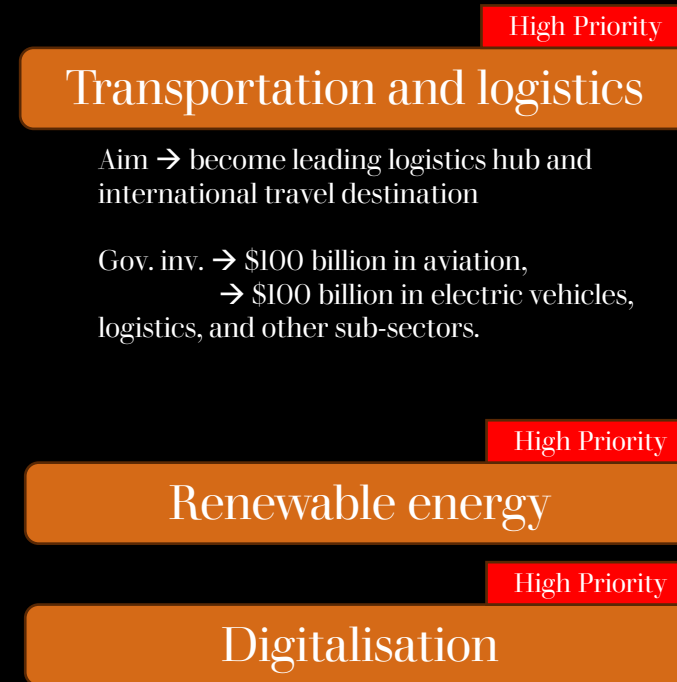 High Priority
Transportation and logistics
Aim → become leading logistics hub and
international travel destination
Gov. inv. → $100 billion in aviation,
→ $100 billion in electric vehicles,
logistics, and other sub-sectors.
High Priority
Renewable energy
High Priority
Digitalisation